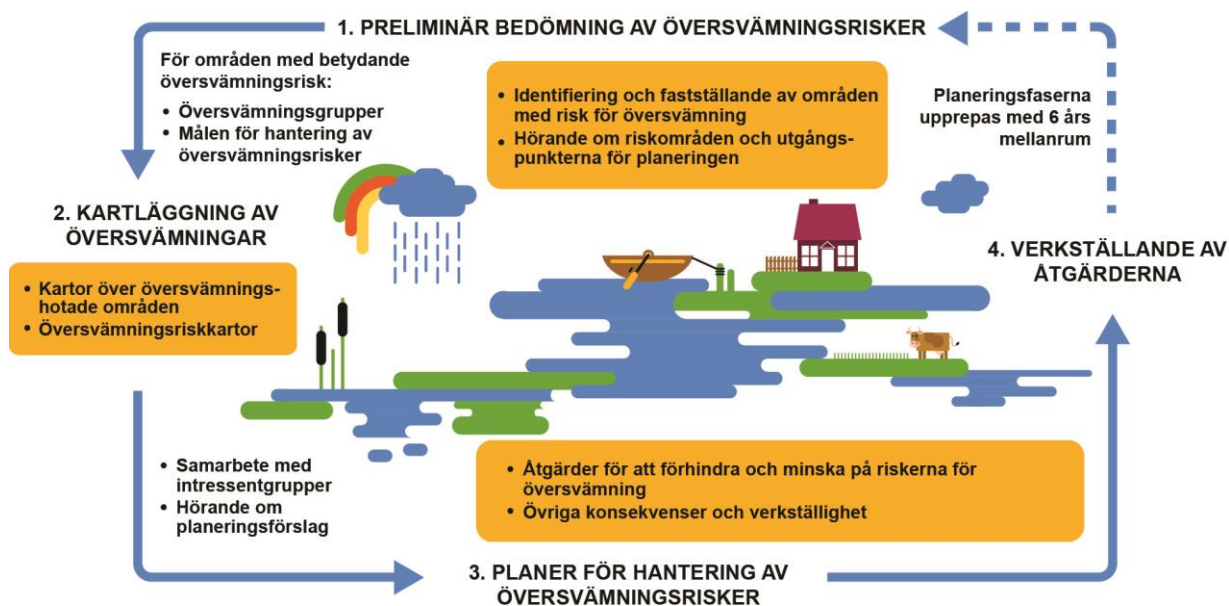 1. PRELIMINÄR BEDÖMNING AV ÖVERSVÄMNINGSRISKER
För områden med betydande
översvämningsrisk:
• Översvämningsgrupper
• Målen för hantering av
översvämningsrisker
• Identifiering och fastställande av områden
med risk för översvämning
• Hörande om riskområden och utgångs-
punkterna för planeringen
Planeringsfaserna
upprepas med 6 års
mellanrum
2. KARTLÄGGNING AV
ÖVERSVÄMNINGAR
• Kartor över översvämnings-
hotade områden
• Översvämningsriskkartor
• Samarbete med
intressentgrupper
• Hörande om
planeringsförslag
• Åtgärder för att förhindra och minska på riskerna för
översvämning
• Övriga konsekvenser och verkställighet
3. PLANER FÖR HANTERING AV
ÖVERSVÄMNINGSRISKER
4. VERKSTÄLLANDE AV
ÅTGÄRDERNA